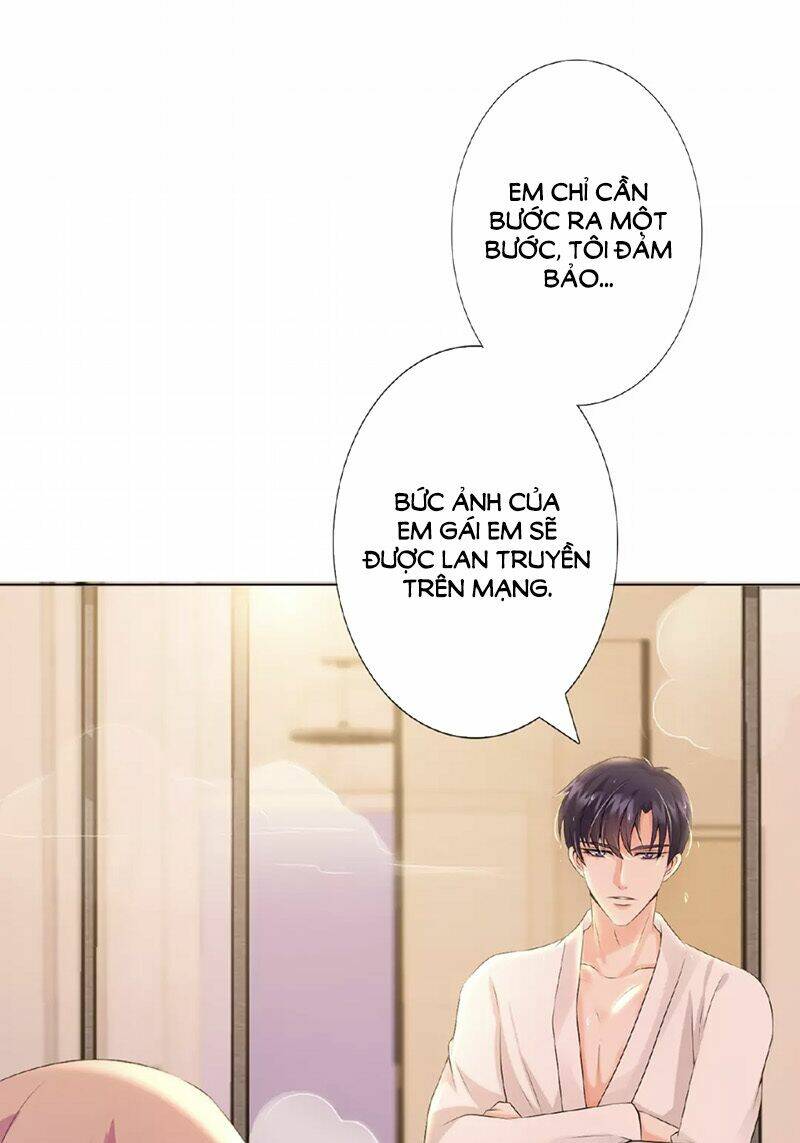 EM CHỈ CẦN
BƯỚC RA MỘT
BƯỚC, TÔI ĐẢM
BẢO...
BỨC ẢNH CỦA
EM GÁI EM SẼ
ĐƯỢC LAN TRUYỀN
TRÊN MẠNG.